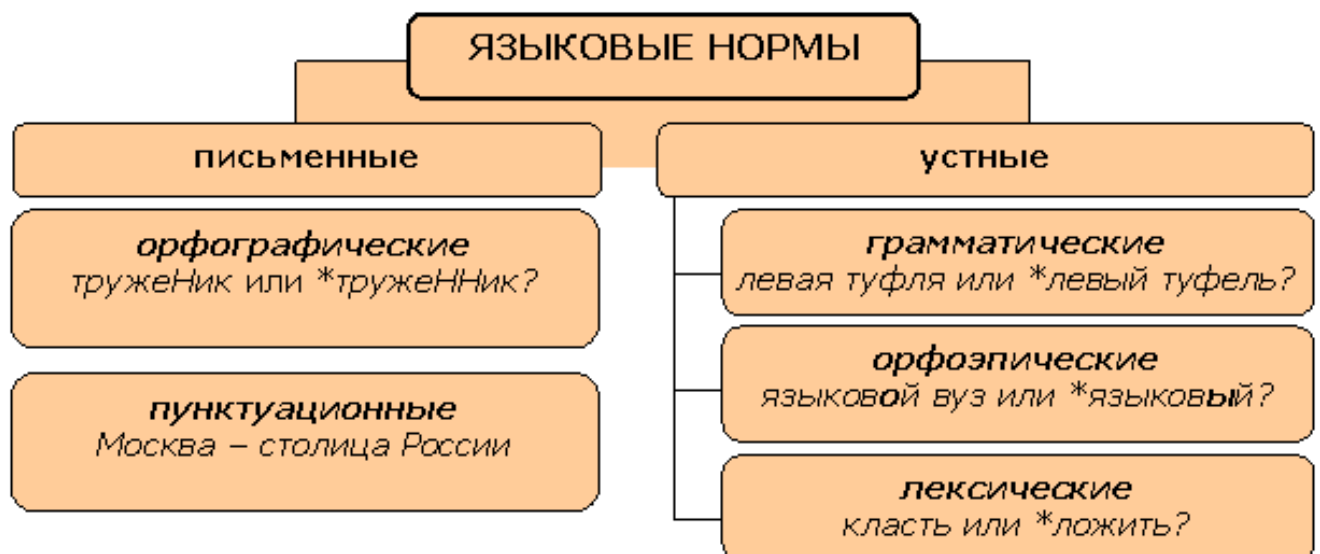 ЯЗЫКОВЫЕ НОРМЫ
письменные
орфографические
тружеНик или *тружеННик?
пунктуационные
Москва – столица России
устные
грамматические
левая туфля или *левый туфель?
орфоэпические
языковой вуз или *языковый?
лексические
класть или *ложить?